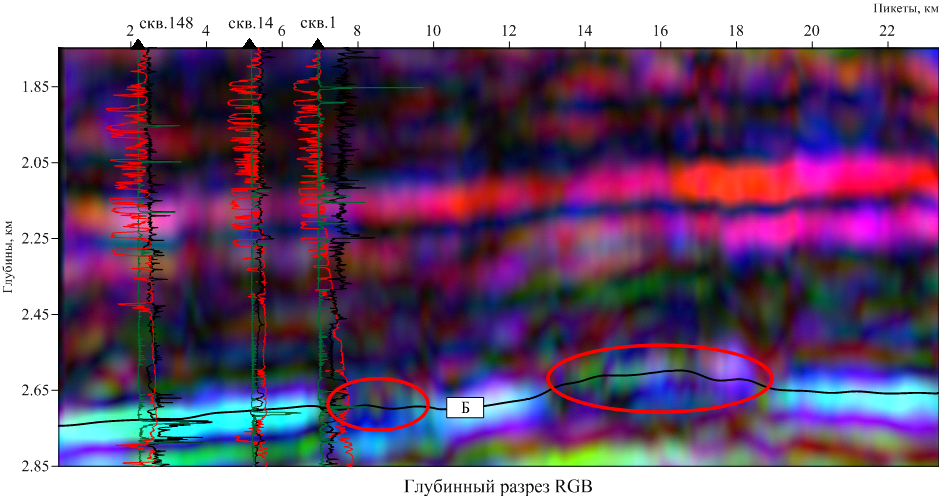 Пикеты, км
скв.148 скв.14 скв.1
2 4 6 8 10 12 14 16 18 20 22
Глубины, км
1.85
2.05
2.25
2.45
2.65
2.85
Б
Глубинный разрез RGB